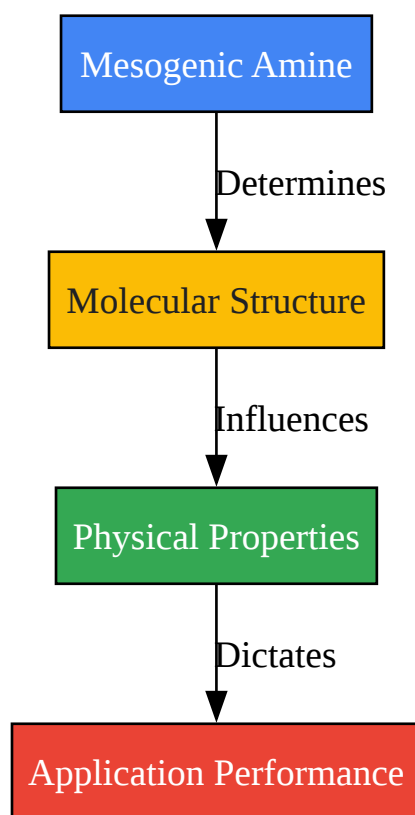 Mesogenic Amine
Determines
Molecular Structure
Influences
Physical Properties
Dictates
Application Performance